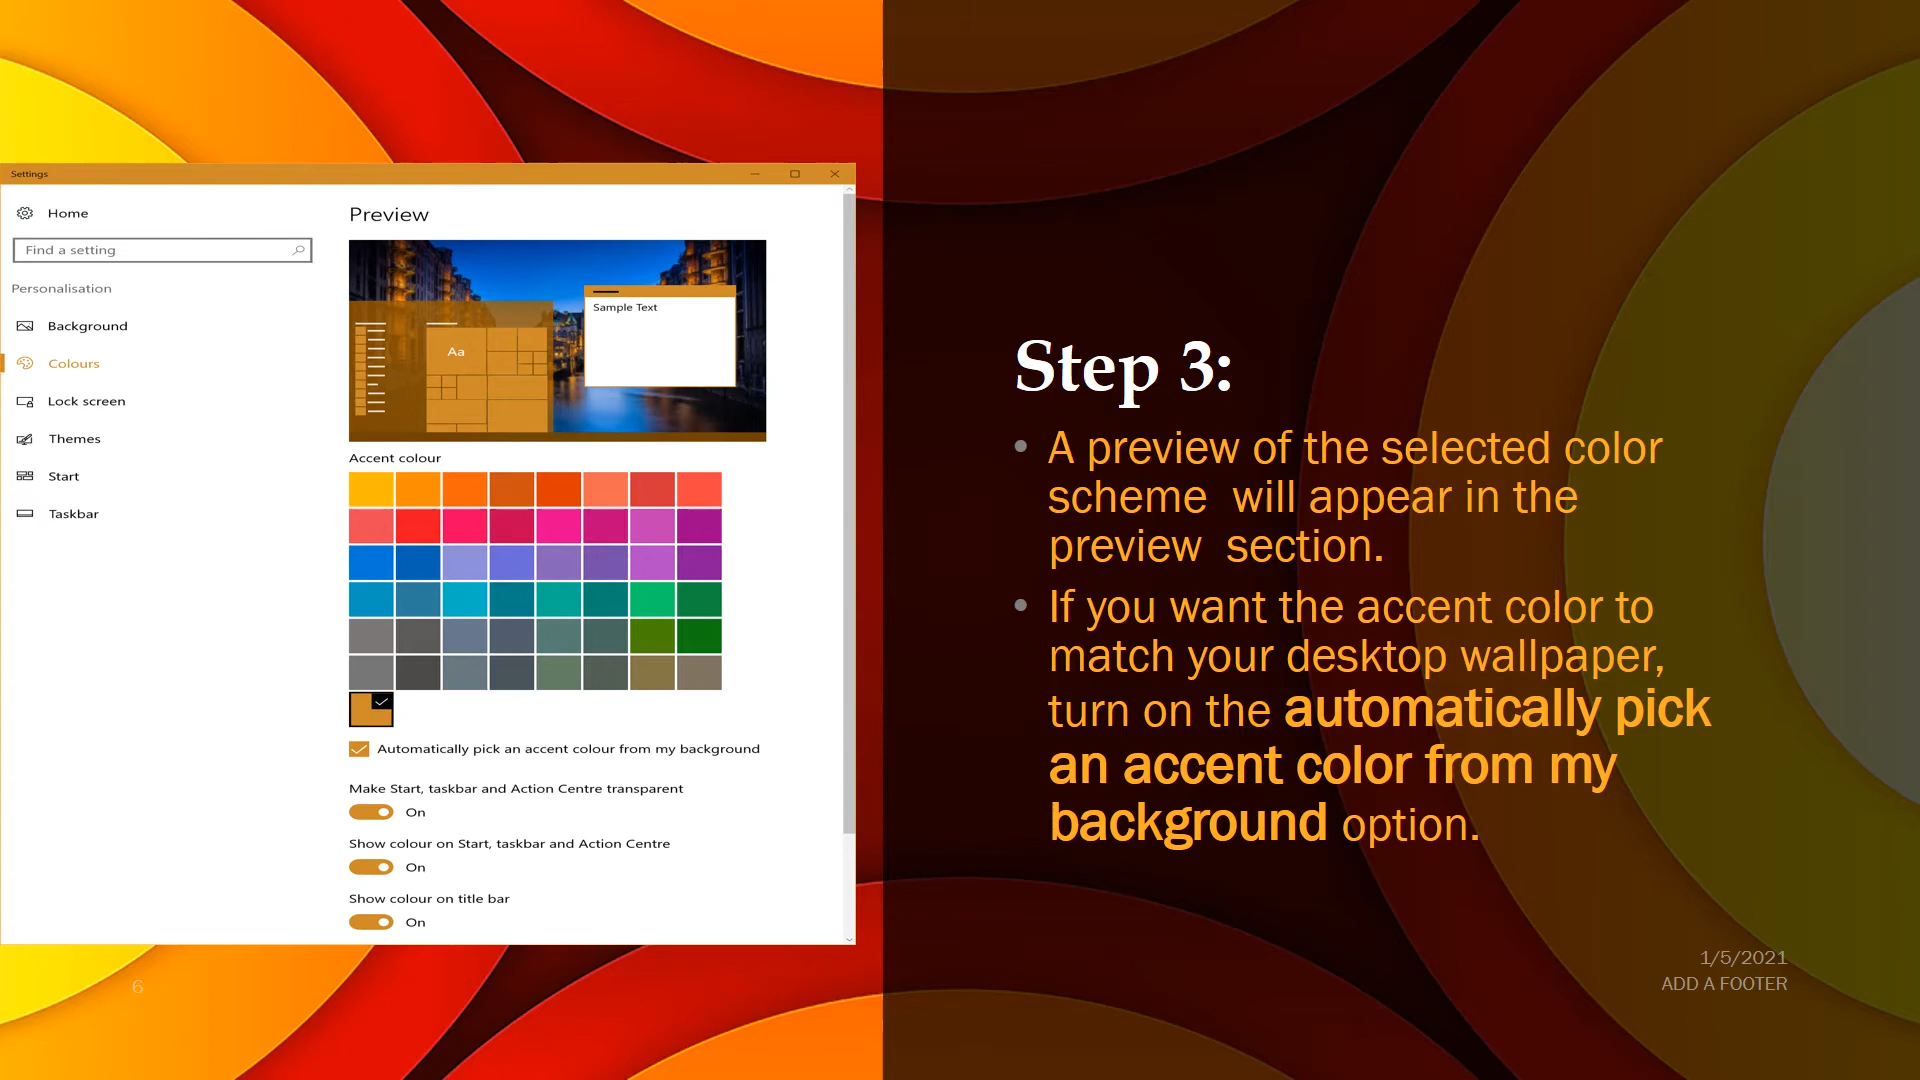 Settings
Home
Find a setting
Personalisation
Background
Colours
Lock screen
Themes
Start
Taskbar
Preview
Sample Text
Aa
Accent colour
Automatically pick an accent colour from my background
Make Start, taskbar and Action Centre transparent
On
Show colour on Start, taskbar and Action Centre
On
Show colour on title bar
On
6
Step 3:
• A preview of the selected color
scheme will appear in the
preview section.
• If you want the accent color to
match your desktop wallpaper,
turn on the automatically pick
an accent color from my
background option.
1/5/2021
ADD A FOOTER